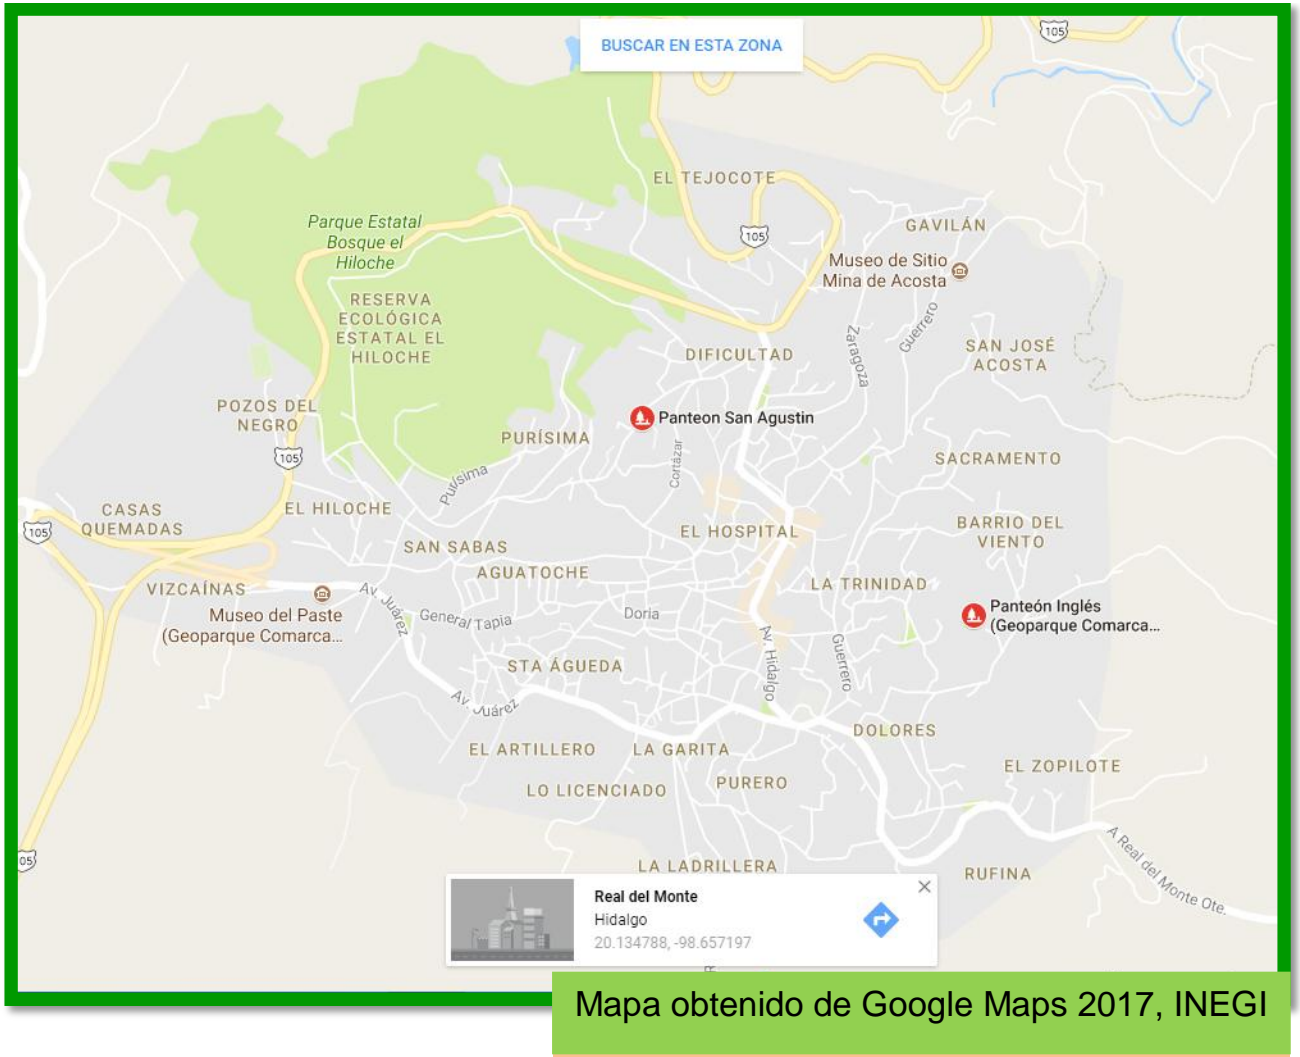 BUSCAR EN ESTA ZONA
105
EL TEJOCOTE
Parque Estatal
Bosque el
Hiloche
105
GAVILÁN
Museo de Sitio
Mina de Acosta
RESERVA
ECOLÓGICA
ESTATAL EL
HILOCHE
Zaragoza
Guerrero
DIFICULTAD
SAN JOSÉ
ACOSTA
POZOS DEL
NEGRO
105
PURÍSIMA
Panteon San Agustin
Cortázar
SACRAMENTO
Purísima
CASAS
QUEMADAS
105
EL HILOCHE
SAN SABAS
AGUATOCHE
EL HOSPITAL
BARRIO DEL
VIENTO
VIZCAÍNAS
Museo del Paste
(Geoparque Comarca...
Av. Juárez
General Tapia
Doria
LA TRINIDAD
Panteón Inglés
(Geoparque Comarca...
STA ÁGUEDA
Av. Hidalgo
Guerrero
Av. Juárez
DOLORES
EL ARTILLERO
LA GARITA
EL ZOPILOTE
LO LICENCIADO
PURERO
05
LA LADRILLERA
RUFINA
A Real del Monte Ote.
Real del Monte
Hidalgo
20.134788, -98.657197
Mapa obtenido de Google Maps 2017, INEGI